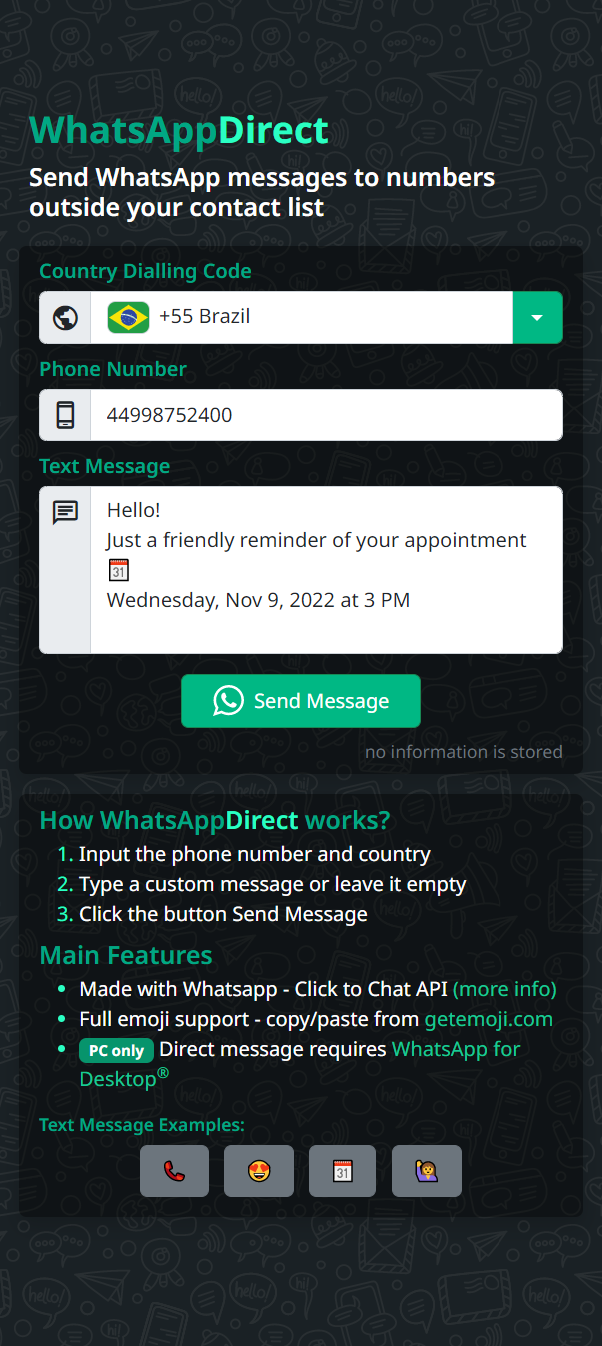 WhatsAppDirect
Send WhatsApp messages to numbers
outside your contact list
Country Dialling Code
+55 Brazil
Phone Number
44998752400
Text Message
Hello!
Just a friendly reminder of your appointment
📅
Wednesday, Nov 9, 2022 at 3 PM
Send Message
no information is stored
How WhatsAppDirect works?
1. Input the phone number and country
2. Type a custom message or leave it empty
3. Click the button Send Message
Main Features
• Made with Whatsapp - Click to Chat API (more info)
• Full emoji support - copy/paste from getemoji.com
• PC only Direct message requires WhatsApp for
Desktop®
Text Message Examples:
📞 😍 📅 🙋